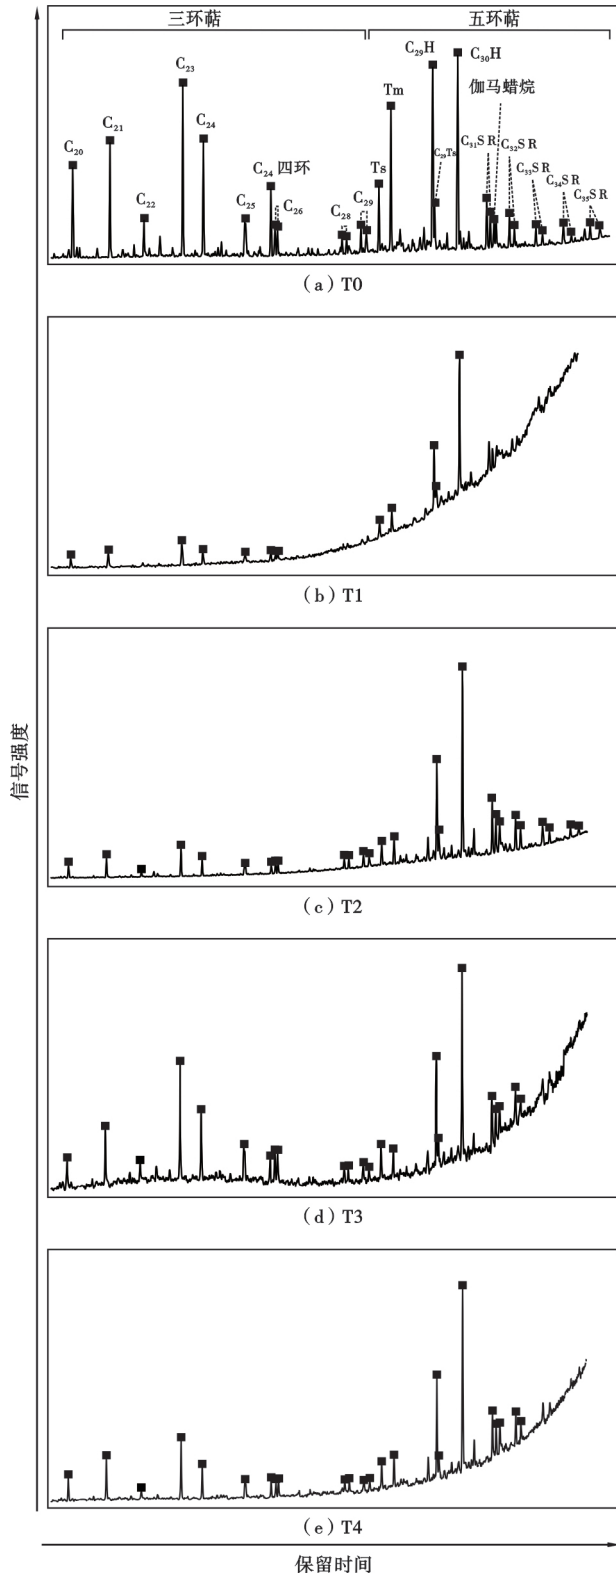 三环萜 五环萜
C₂₀ C₂₁ C₂₂ C₂₃ C₂₄ C₂₅ C₂₄ 四环 C₂₆ C₂₈ C₂₉ Ts Tm C₂₉H C₂₉Ts C₃₀H 伽马蜡烷 C₃₁S R C₃₂S R C₃₃S R C₃₄S R C₃₅S R
(a) T0
(b) T1
(c) T2
信号强度
(d) T3
(e) T4
保留时间